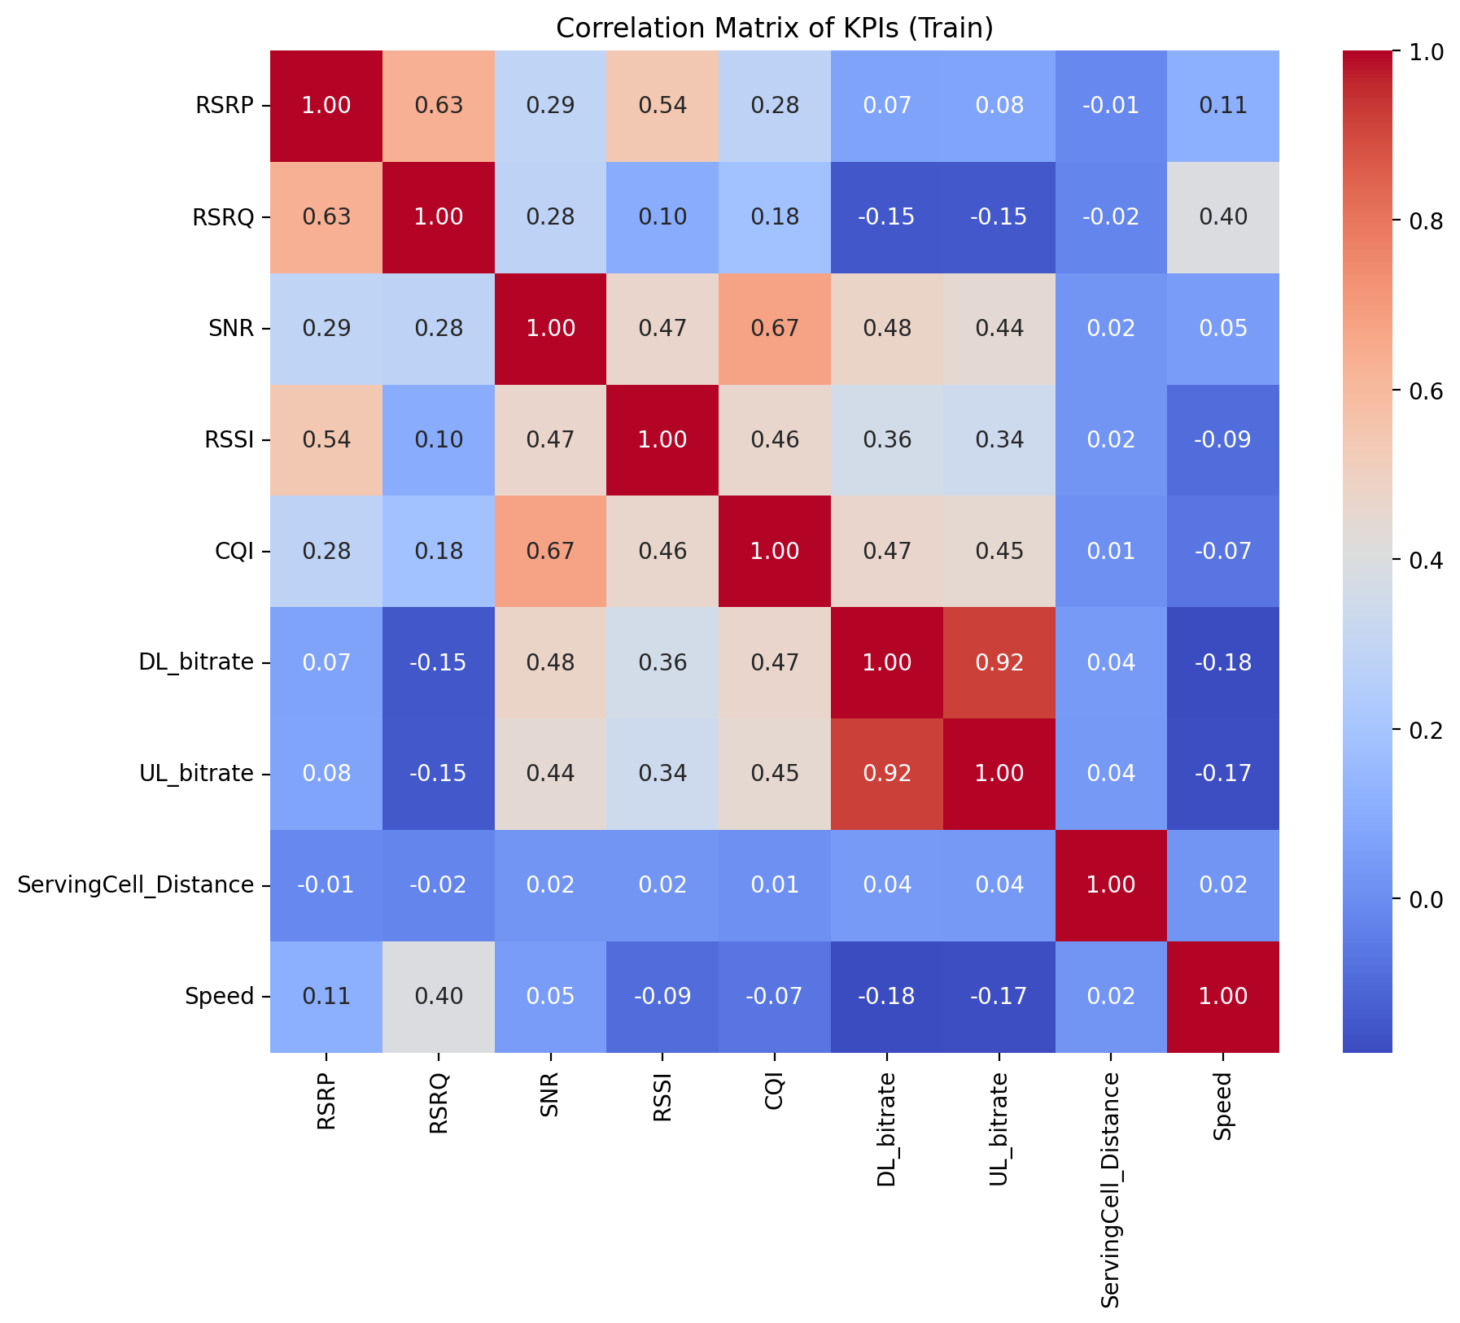 Correlation Matrix of KPIs (Train)
RSRP 1.00 0.63 0.29 0.54 0.28 0.07 0.08 -0.01 0.11
RSRQ 0.63 1.00 0.28 0.10 0.18 -0.15 -0.15 -0.02 0.40
SNR 0.29 0.28 1.00 0.47 0.67 0.48 0.44 0.02 0.05
RSSI 0.54 0.10 0.47 1.00 0.46 0.36 0.34 0.02 -0.09
CQI 0.28 0.18 0.67 0.46 1.00 0.47 0.45 0.01 -0.07
DL_bitrate 0.07 -0.15 0.48 0.36 0.47 1.00 0.92 0.04 -0.18
UL_bitrate 0.08 -0.15 0.44 0.34 0.45 0.92 1.00 0.04 -0.17
ServingCell_Distance -0.01 -0.02 0.02 0.02 0.01 0.04 0.04 1.00 0.02
Speed 0.11 0.40 0.05 -0.09 -0.07 -0.18 -0.17 0.02 1.00
RSRP
RSRQ
SNR
RSSI
CQI
DL_bitrate
UL_bitrate
ServingCell_Distance
Speed
1.0
0.8
0.6
0.4
0.2
0.0